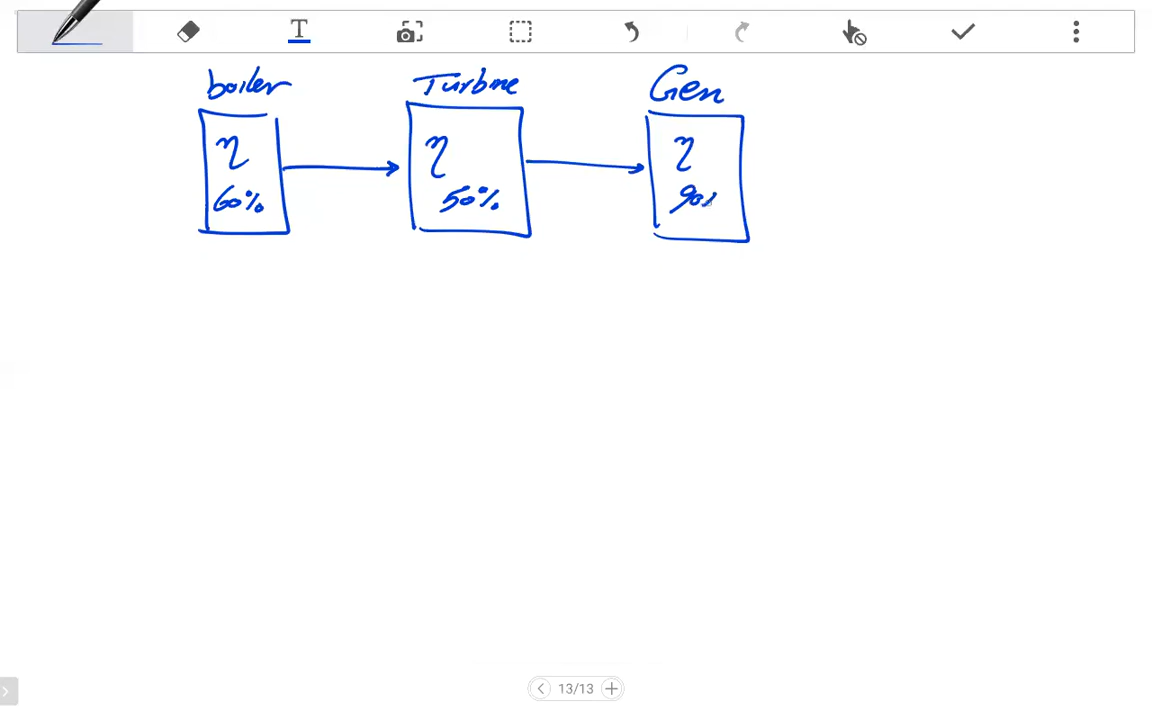 T
boiler Turbine Gen
η η η
60% 50% 90%
13/13